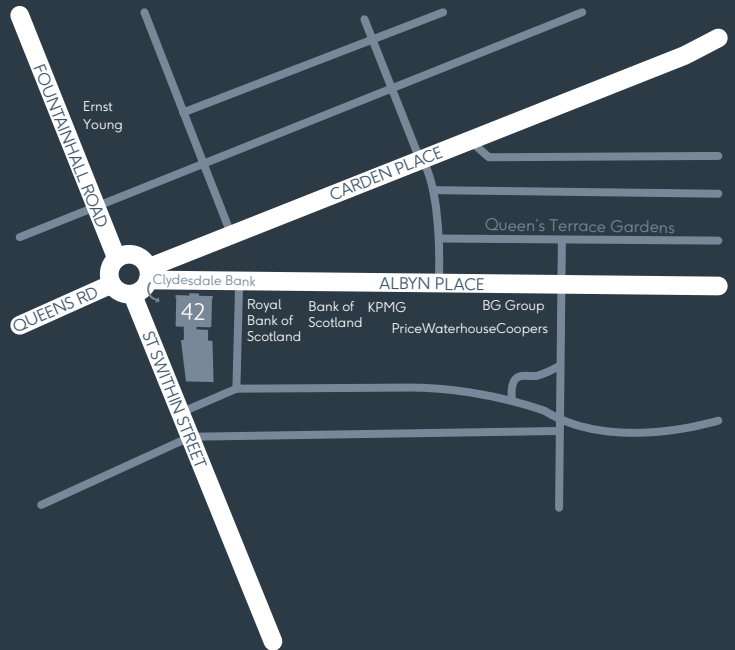 FOUNTAINHALL ROAD
Ernst
Young
CARDEN PLACE
Queen's Terrace Gardens
Clydesdale Bank
ALBYN PLACE
QUEENS RD
42
Royal
Bank of
Scotland
Bank of
Scotland
KPMG
BG Group
PriceWaterhouseCoopers
ST SWITHIN STREET